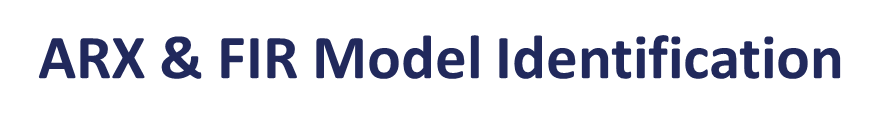 ARX & FIR Model Identification